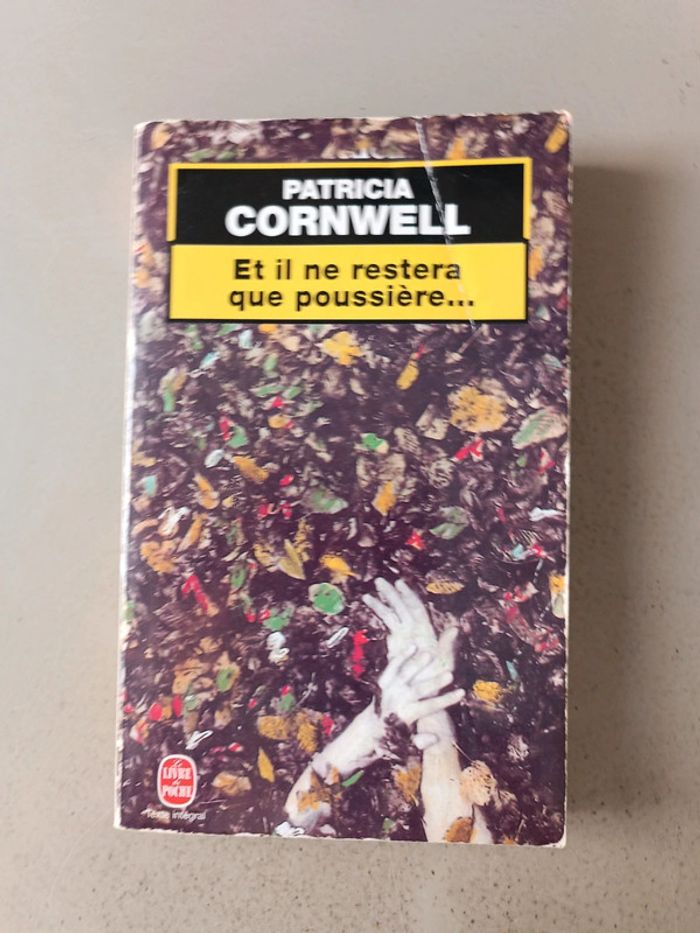 PATRICIA
CORNWELL
Et il ne restera
que poussière...
Le
LIVRE
de
POCHE
Texte intégral